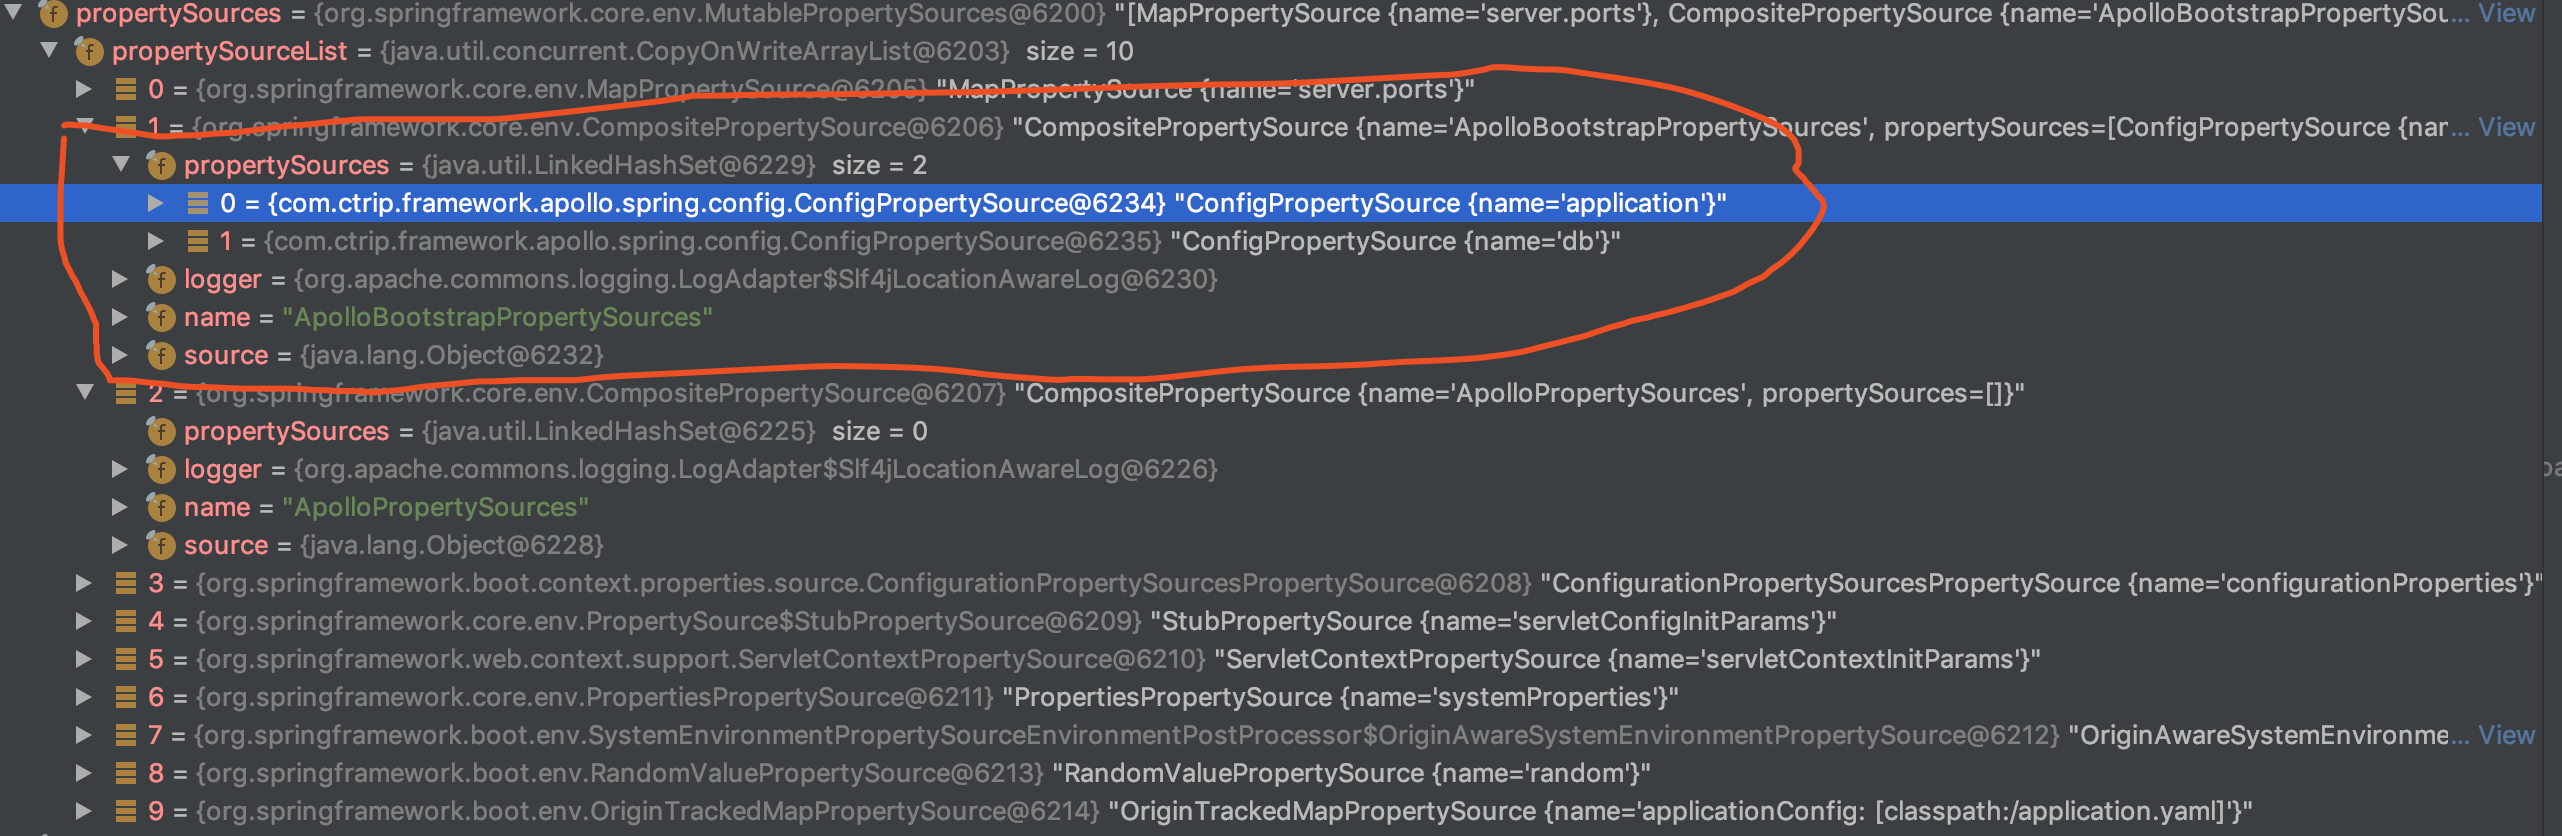 propertySources = {org.springframework.core.env.MutablePropertySources@6200} "[MapPropertySource {name='server.ports'}, CompositePropertySource {name='ApolloBootstrapPropertySou... View
propertySourceList = {java.util.concurrent.CopyOnWriteArrayList@6203} size = 10
0 = {org.springframework.core.env.MapPropertySource@6205} "MapPropertySource {name='server.ports'}"
1 = {org.springframework.core.env.CompositePropertySource@6206} "CompositePropertySource {name='ApolloBootstrapPropertySources', propertySources=[ConfigPropertySource {nar... View
propertySources = {java.util.LinkedHashSet@6229} size = 2
0 = {com.ctrip.framework.apollo.spring.config.ConfigPropertySource@6234} "ConfigPropertySource {name='application'}"
1 = {com.ctrip.framework.apollo.spring.config.ConfigPropertySource@6235} "ConfigPropertySource {name='db'}"
logger = {org.apache.commons.logging.LogAdapter$Slf4jLocationAwareLog@6230}
name = "ApolloBootstrapPropertySources"
source = {java.lang.Object@6232}
2 = {org.springframework.core.env.CompositePropertySource@6207} "CompositePropertySource {name='ApolloPropertySources', propertySources=[]}"
propertySources = {java.util.LinkedHashSet@6225} size = 0
logger = {org.apache.commons.logging.LogAdapter$Slf4jLocationAwareLog@6226}
name = "ApolloPropertySources"
source = {java.lang.Object@6228}
3 = {org.springframework.boot.context.properties.source.ConfigurationPropertySourcesPropertySource@6208} "ConfigurationPropertySourcesPropertySource {name='configurationProperties'}"
4 = {org.springframework.core.env.PropertySource$StubPropertySource@6209} "StubPropertySource {name='servletConfigInitParams'}"
5 = {org.springframework.web.context.support.ServletContextPropertySource@6210} "ServletContextPropertySource {name='servletContextInitParams'}"
6 = {org.springframework.core.env.PropertiesPropertySource@6211} "PropertiesPropertySource {name='systemProperties'}"
7 = {org.springframework.boot.env.SystemEnvironmentPropertySourceEnvironmentPostProcessor$OriginAwareSystemEnvironmentPropertySource@6212} "OriginAwareSystemEnvironme... View
8 = {org.springframework.boot.env.RandomValuePropertySource@6213} "RandomValuePropertySource {name='random'}"
9 = {org.springframework.boot.env.OriginTrackedMapPropertySource@6214} "OriginTrackedMapPropertySource {name='applicationConfig: [classpath:/application.yaml]'}"